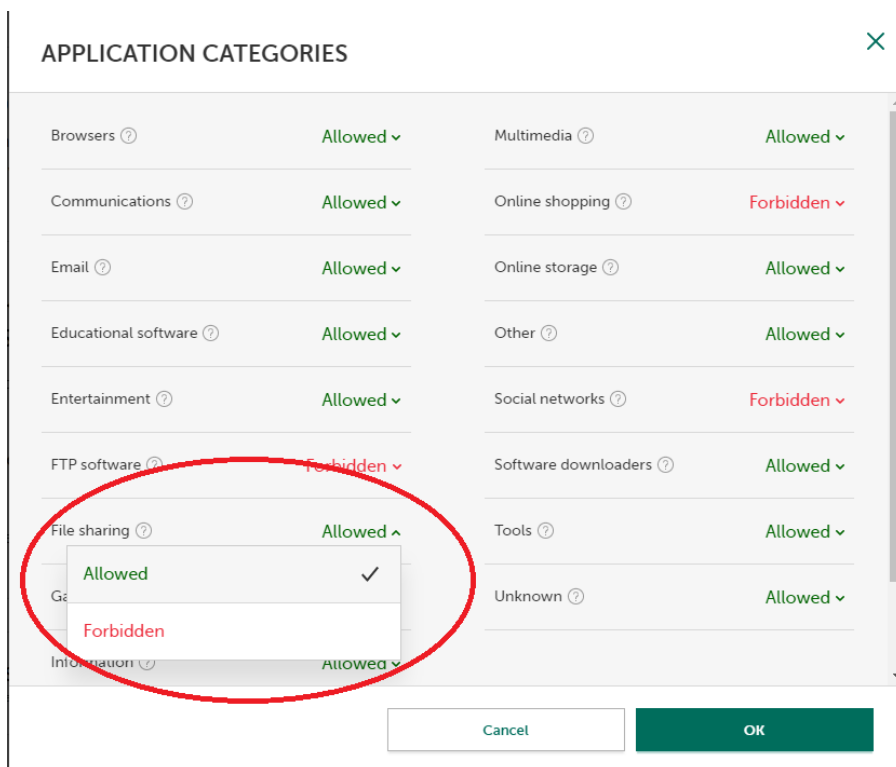 APPLICATION CATEGORIES
Browsers ? Allowed
Communications ? Allowed
Email ? Allowed
Educational software ? Allowed
Entertainment ? Allowed
FTP software ? Forbidden
File sharing ? Allowed
Allowed
Ga
Forbidden
Information ? Allowed
Multimedia ? Allowed
Online shopping ? Forbidden
Online storage ? Allowed
Other ? Allowed
Social networks ? Forbidden
Software downloaders ? Allowed
Tools ? Allowed
Unknown ? Allowed
Cancel
OK